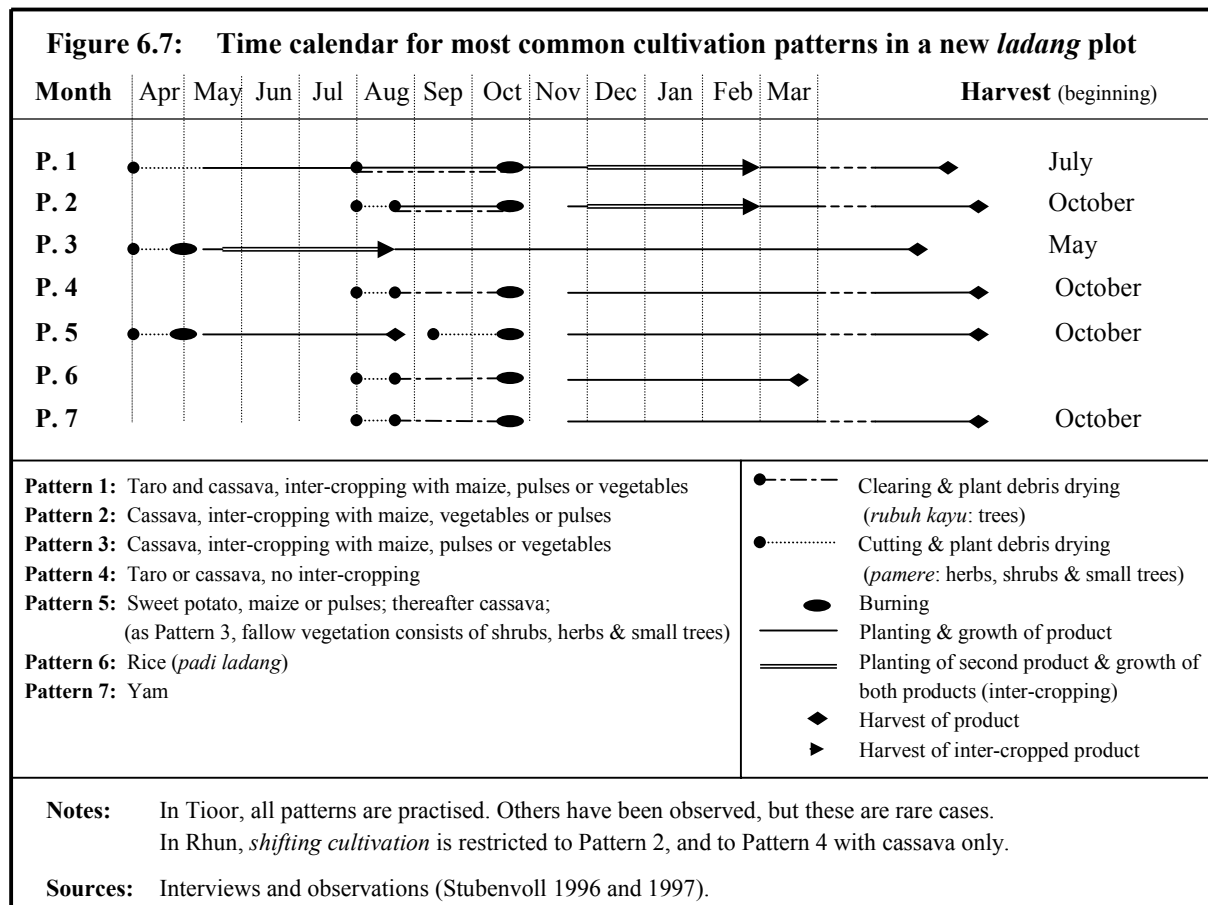 Figure 6.7: Time calendar for most common cultivation patterns in a new ladang plot
Month Apr May Jun Jul Aug Sep Oct Nov Dec Jan Feb Mar Harvest (beginning)
P. 1 July
P. 2 October
P. 3 May
P. 4 October
P. 5 October
P. 6
P. 7 October
Pattern 1: Taro and cassava, inter-cropping with maize, pulses or vegetables
Pattern 2: Cassava, inter-cropping with maize, vegetables or pulses
Pattern 3: Cassava, inter-cropping with maize, pulses or vegetables
Pattern 4: Taro or cassava, no inter-cropping
Pattern 5: Sweet potato, maize or pulses; thereafter cassava;
(as Pattern 3, fallow vegetation consists of shrubs, herbs & small trees)
Pattern 6: Rice (padi ladang)
Pattern 7: Yam
Clearing & plant debris drying
(rubuh kayu: trees)
Cutting & plant debris drying
(pamere: herbs, shrubs & small trees)
Burning
Planting & growth of product
Planting of second product & growth of
both products (inter-cropping)
Harvest of product
Harvest of inter-cropped product
Notes: In Tioor, all patterns are practised. Others have been observed, but these are rare cases.
In Rhun, shifting cultivation is restricted to Pattern 2, and to Pattern 4 with cassava only.
Sources: Interviews and observations (Stubenvoll 1996 and 1997).